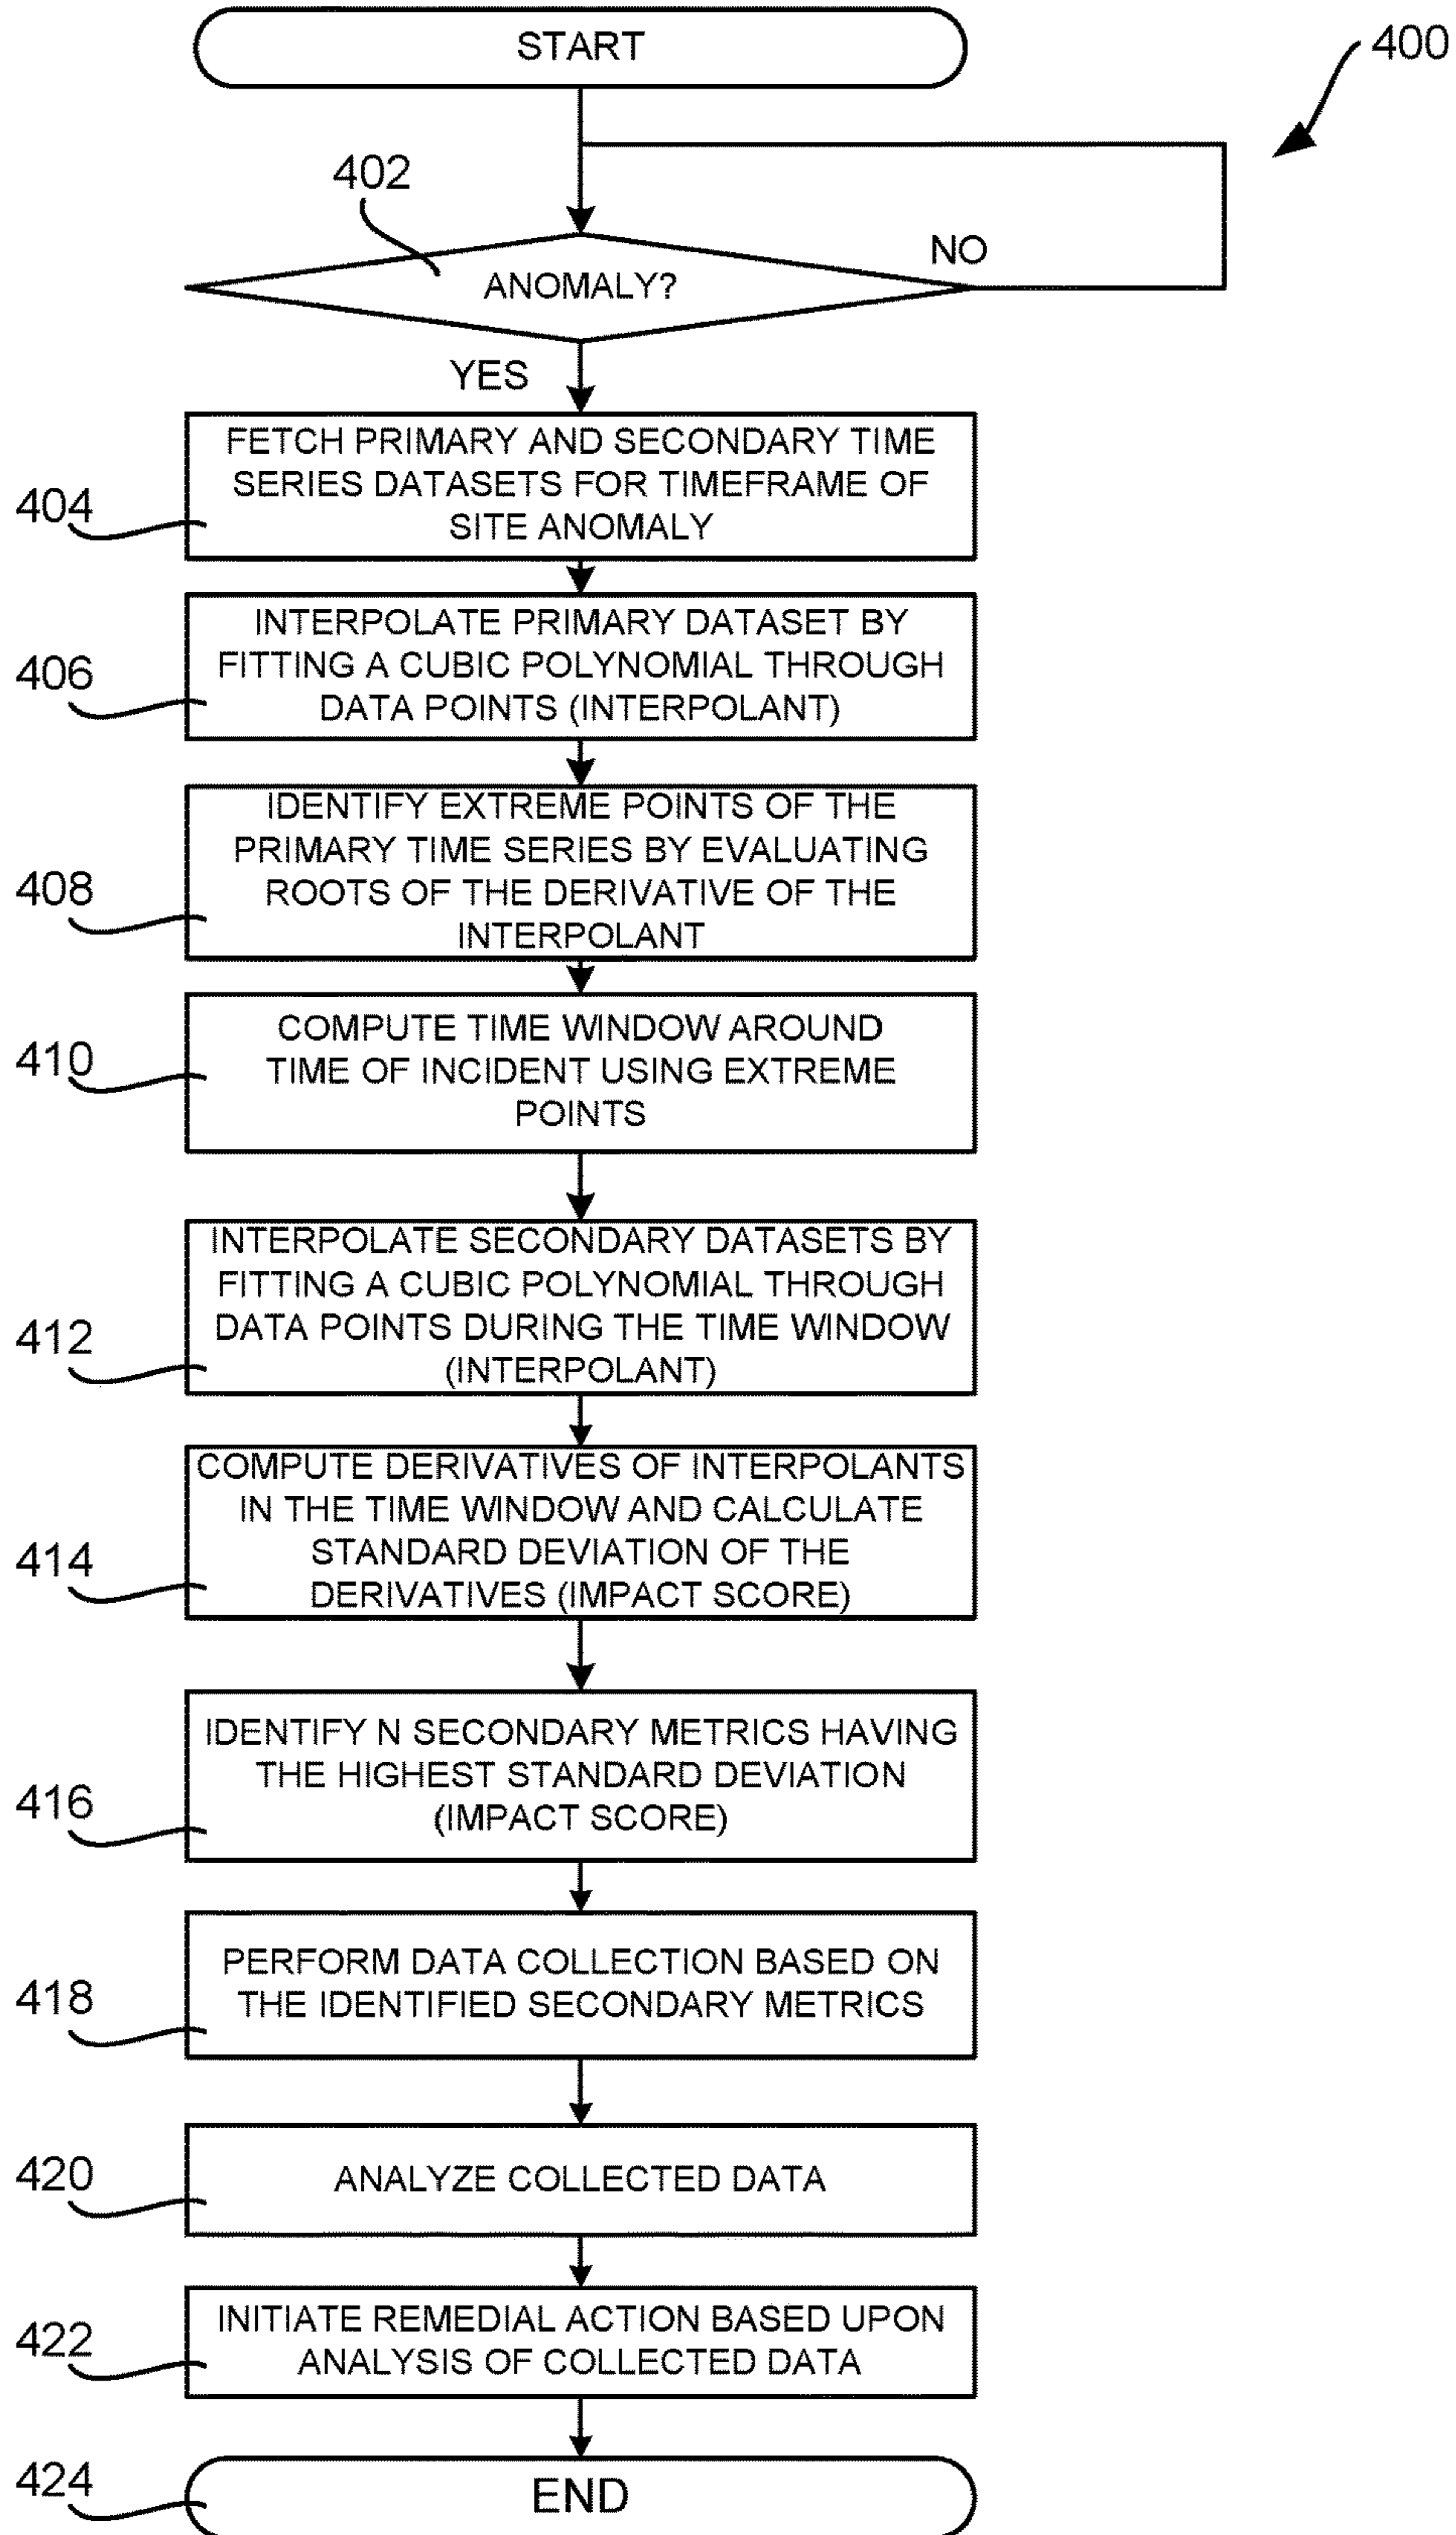 START
400
402
ANOMALY?
NO
YES
FETCH PRIMARY AND SECONDARY TIME
SERIES DATASETS FOR TIMEFRAME OF
SITE ANOMALY
404
INTERPOLATE PRIMARY DATASET BY
FITTING A CUBIC POLYNOMIAL THROUGH
DATA POINTS (INTERPOLANT)
406
IDENTIFY EXTREME POINTS OF THE
PRIMARY TIME SERIES BY EVALUATING
ROOTS OF THE DERIVATIVE OF THE
INTERPOLANT
408
COMPUTE TIME WINDOW AROUND
TIME OF INCIDENT USING EXTREME
POINTS
410
INTERPOLATE SECONDARY DATASETS BY
FITTING A CUBIC POLYNOMIAL THROUGH
DATA POINTS DURING THE TIME WINDOW
(INTERPOLANT)
412
COMPUTE DERIVATIVES OF INTERPOLANTS
IN THE TIME WINDOW AND CALCULATE
STANDARD DEVIATION OF THE
DERIVATIVES (IMPACT SCORE)
414
IDENTIFY N SECONDARY METRICS HAVING
THE HIGHEST STANDARD DEVIATION
(IMPACT SCORE)
416
PERFORM DATA COLLECTION BASED ON
THE IDENTIFIED SECONDARY METRICS
418
ANALYZE COLLECTED DATA
420
INITIATE REMEDIAL ACTION BASED UPON
ANALYSIS OF COLLECTED DATA
422
END
424